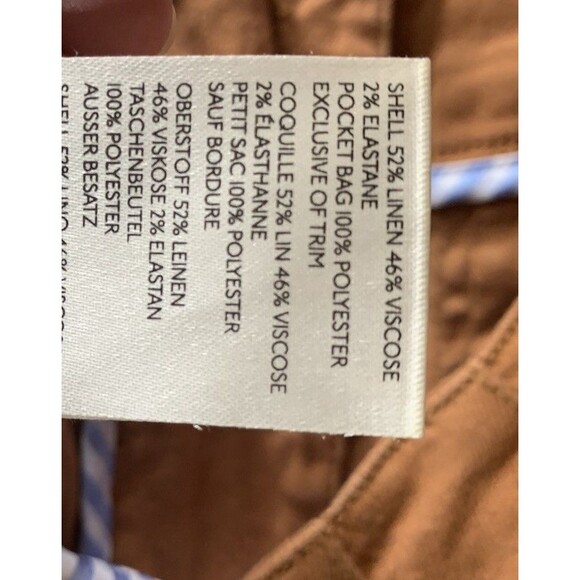 SHELL 52% LINEN 46% VISCOSE
2% ELASTANE
POCKET BAG 100% POLYESTER
EXCLUSIVE OF TRIM
COQUILLE 52% LIN 46% VISCOSE
2% ÉLASTHANNE
PETIT SAC 100% POLYESTER
SAUF BORDURE
OBERSTOFF 52% LEINEN
46% VISKOSE 2% ELASTAN
TASCHENBEUTEL
100% POLYESTER
AUSSER BESATZ